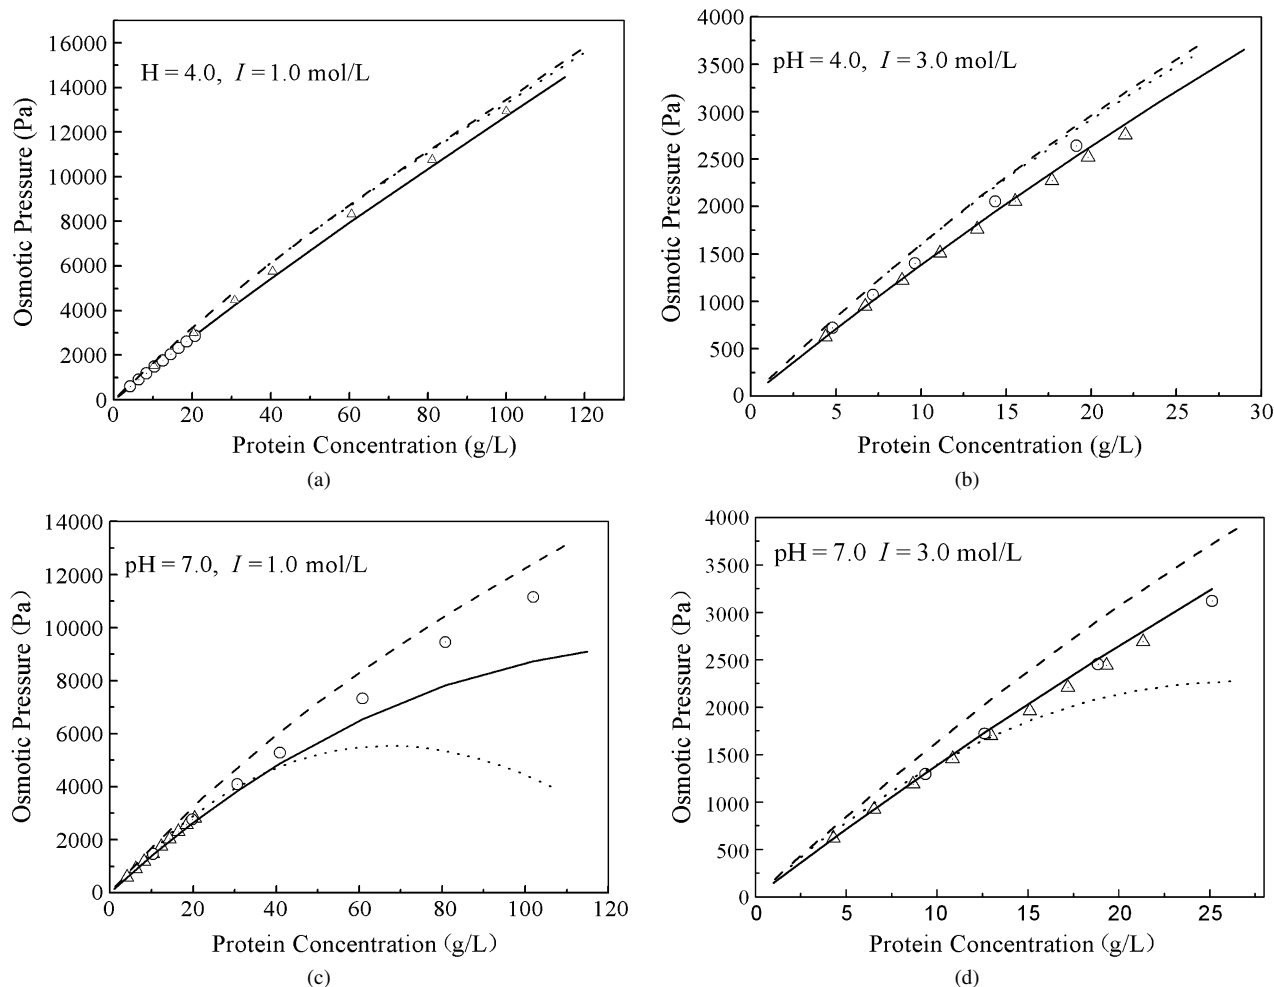 16000
14000
12000
10000
8000
6000
4000
2000
0
H = 4.0, I = 1.0 mol/L
Osmotic Pressure (Pa)
0 20 40 60 80 100 120
Protein Concentration (g/L)
(a)
4000
3500
3000
2500
2000
1500
1000
500
0
pH = 4.0, I = 3.0 mol/L
Osmotic Pressure (Pa)
0 5 10 15 20 25 30
Protein Concentration (g/L)
(b)
14000
12000
10000
8000
6000
4000
2000
0
pH = 7.0, I = 1.0 mol/L
Osmotic Pressure (Pa)
0 20 40 60 80 100 120
Protein Concentration (g/L)
(c)
4000
3500
3000
2500
2000
1500
1000
500
0
pH = 7.0 I = 3.0 mol/L
Osmotic Pressure (Pa)
0 5 10 15 20 25
Protein Concentration (g/L)
(d)